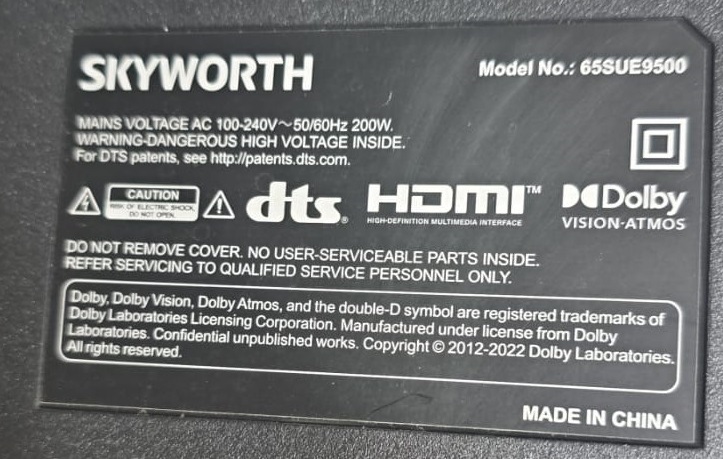 SKYWORTH
Model No.: 65SUE9500
MAINS VOLTAGE AC 100-240V~50/60Hz 200W.
WARNING-DANGEROUS HIGH VOLTAGE INSIDE.
For DTS patents, see http://patents.dts.com.
CAUTION
RISK OF ELECTRIC SHOCK
DO NOT OPEN
dts®
HDMI™
HIGH-DEFINITION MULTIMEDIA INTERFACE
Dolby
VISION·ATMOS
DO NOT REMOVE COVER. NO USER-SERVICEABLE PARTS INSIDE.
REFER SERVICING TO QUALIFIED SERVICE PERSONNEL ONLY.
Dolby, Dolby Vision, Dolby Atmos, and the double-D symbol are registered trademarks of
Dolby Laboratories Licensing Corporation. Manufactured under license from Dolby
Laboratories. Confidential unpublished works. Copyright © 2012-2022 Dolby Laboratories.
All rights reserved.
MADE IN CHINA